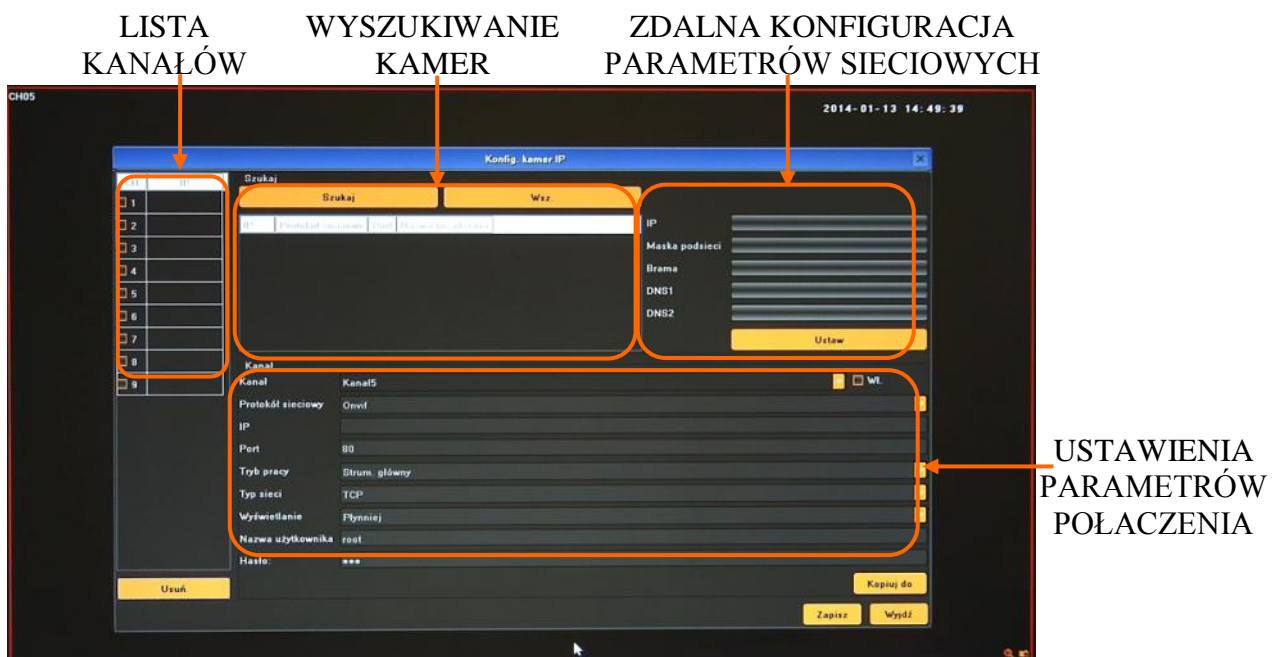 LISTA
KANAŁÓW
WYSZUKIWANIE
KAMER
ZDALNA KONFIGURACJA
PARAMETRÓW SIECIOWYCH
CH05
2014-01-13 14:49:39
Konfig. kamer IP
CH IP
1
2
3
4
5
6
7
8
9
Usuń
Szukaj
Szukaj Wsz.
IP
IP
Maska podsieci
Brama
DNS1
DNS2
Ustaw
Kanał
Kanał Kanał5 Wł.
Protokół sieciowy Onvif
IP
Port 80
Tryb pracy Strum. główny
Typ sieci TCP
Wyświetlanie Płynniej
Nazwa użytkownika root
Hasło: ***
Kopiuj do
Zapisz Wyjdź
USTAWIENIA
PARAMETRÓW
POŁACZENIA